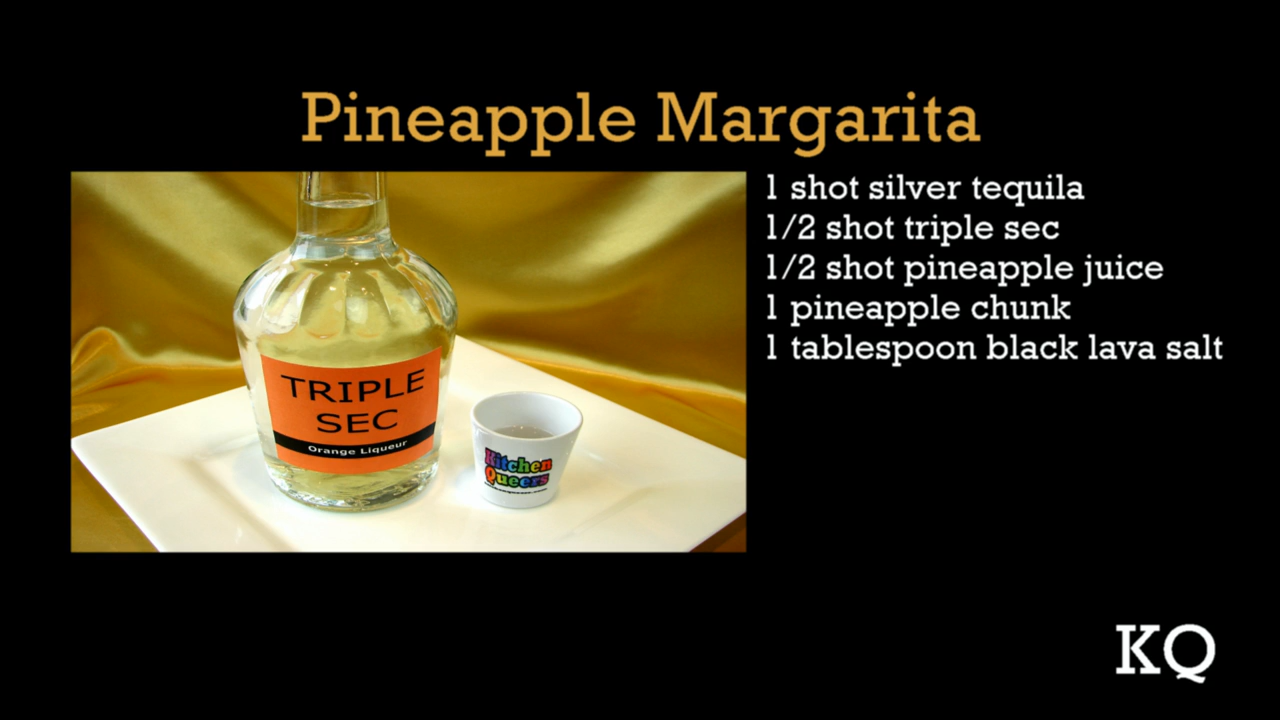 Pineapple Margarita
1 shot silver tequila
1/2 shot triple sec
1/2 shot pineapple juice
1 pineapple chunk
1 tablespoon black lava salt
TRIPLE
SEC
Orange Liqueur
Kitchen
Queers
KQ